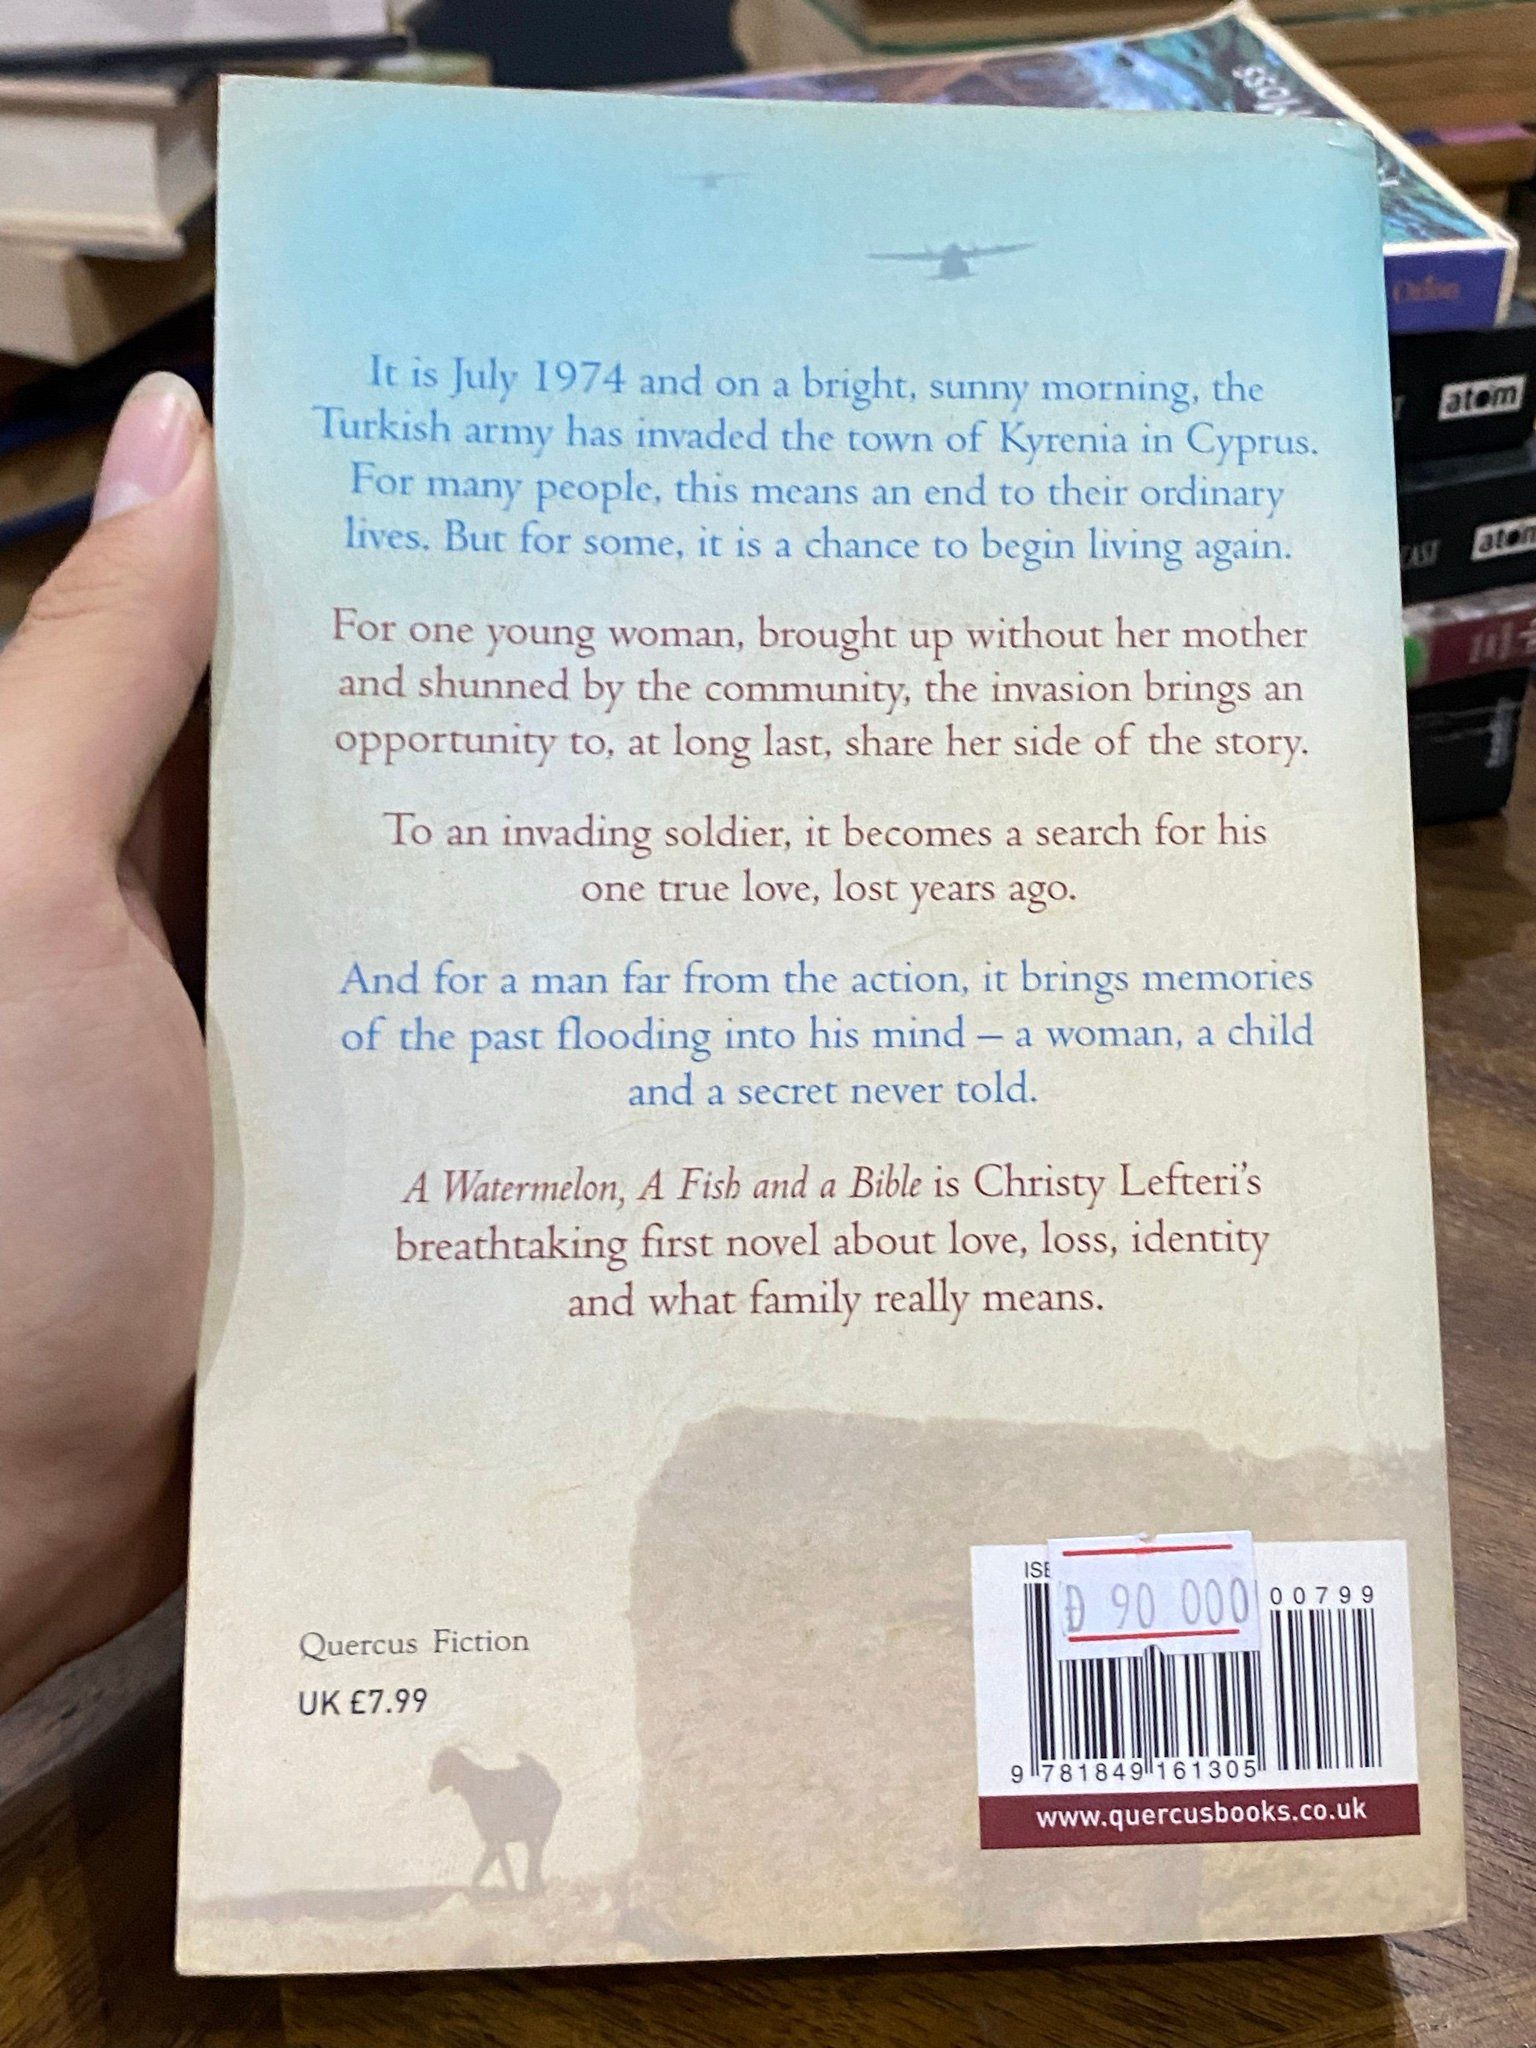 It is July 1974 and on a bright, sunny morning, the
Turkish army has invaded the town of Kyrenia in Cyprus.
For many people, this means an end to their ordinary
lives. But for some, it is a chance to begin living again.
For one young woman, brought up without her mother
and shunned by the community, the invasion brings an
opportunity to, at long last, share her side of the story.
To an invading soldier, it becomes a search for his
one true love, lost years ago.
And for a man far from the action, it brings memories
of the past flooding into his mind – a woman, a child
and a secret never told.
A Watermelon, A Fish and a Bible is Christy Lefteri's
breathtaking first novel about love, loss, identity
and what family really means.
Quercus Fiction
UK £7.99
Đ 90 000
00799
9 781849 161305
www.quercusbooks.co.uk
atom
atom